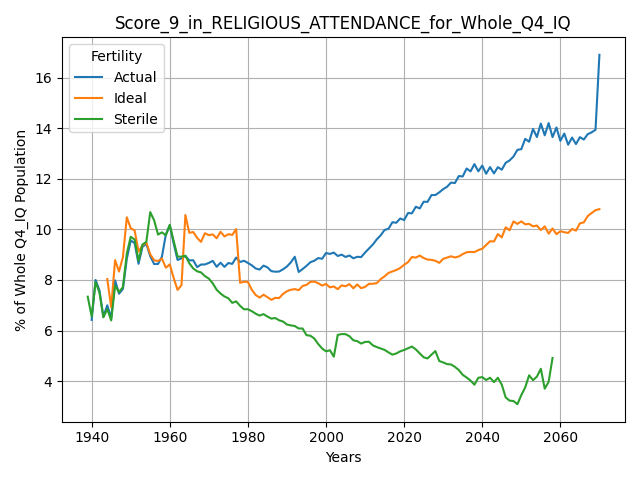 Score_9_in_RELIGIOUS_ATTENDANCE_for_Whole_Q4_IQ
Fertility
Actual
Ideal
Sterile
% of Whole Q4_IQ Population
16
14
12
10
8
6
4
1940
1960
1980
2000
2020
2040
2060
Years